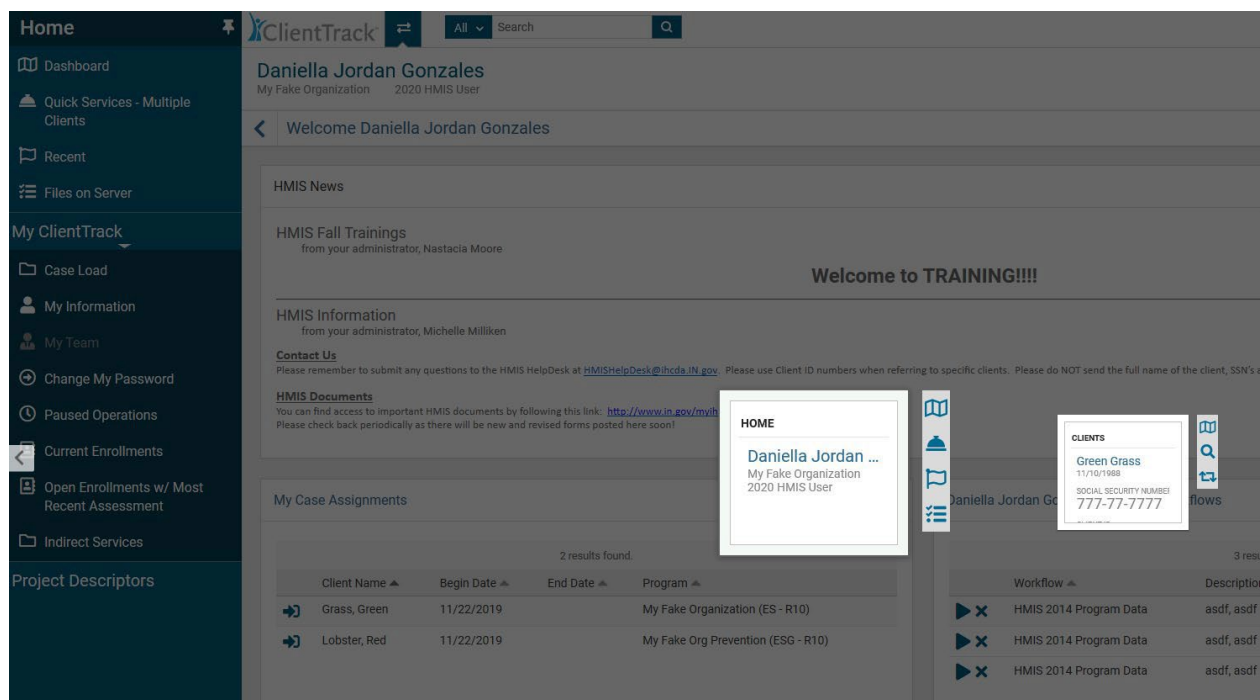 Home
ClientTrack
All
Search
Dashboard
Quick Services - Multiple
Clients
Recent
Files on Server
My ClientTrack
Case Load
My Information
My Team
Change My Password
Paused Operations
Current Enrollments
Open Enrollments w/ Most
Recent Assessment
Indirect Services
Project Descriptors
Daniella Jordan Gonzales
My Fake Organization 2020 HMIS User
Welcome Daniella Jordan Gonzales
HMIS News
HMIS Fall Trainings
from your administrator, Nastacia Moore
Welcome to TRAINING!!!!
HMIS Information
from your administrator, Michelle Milliken
Contact Us
Please remember to submit any questions to the HMIS HelpDesk at HMISHelpDesk@ihcda.IN.gov. Please use Client ID numbers when referring to specific clients. Please do NOT send the full name of the client, SSN's a
HMIS Documents
You can find access to important HMIS documents by following this link: http://www.in.gov/myih
Please check back periodically as there will be new and revised forms posted here soon!
HOME
Daniella Jordan ...
My Fake Organization
2020 HMIS User
CLIENTS
Green Grass
11/10/1988
SOCIAL SECURITY NUMBER
777-77-7777
My Case Assignments
2 results found.
Client Name Begin Date End Date Program
Grass, Green 11/22/2019 My Fake Organization (ES - R10)
Lobster, Red 11/22/2019 My Fake Org Prevention (ESG - R10)
Daniella Jordan Go flows
3 resu
Workflow Description
HMIS 2014 Program Data asdf, asdf
HMIS 2014 Program Data asdf, asdf
HMIS 2014 Program Data asdf, asdf